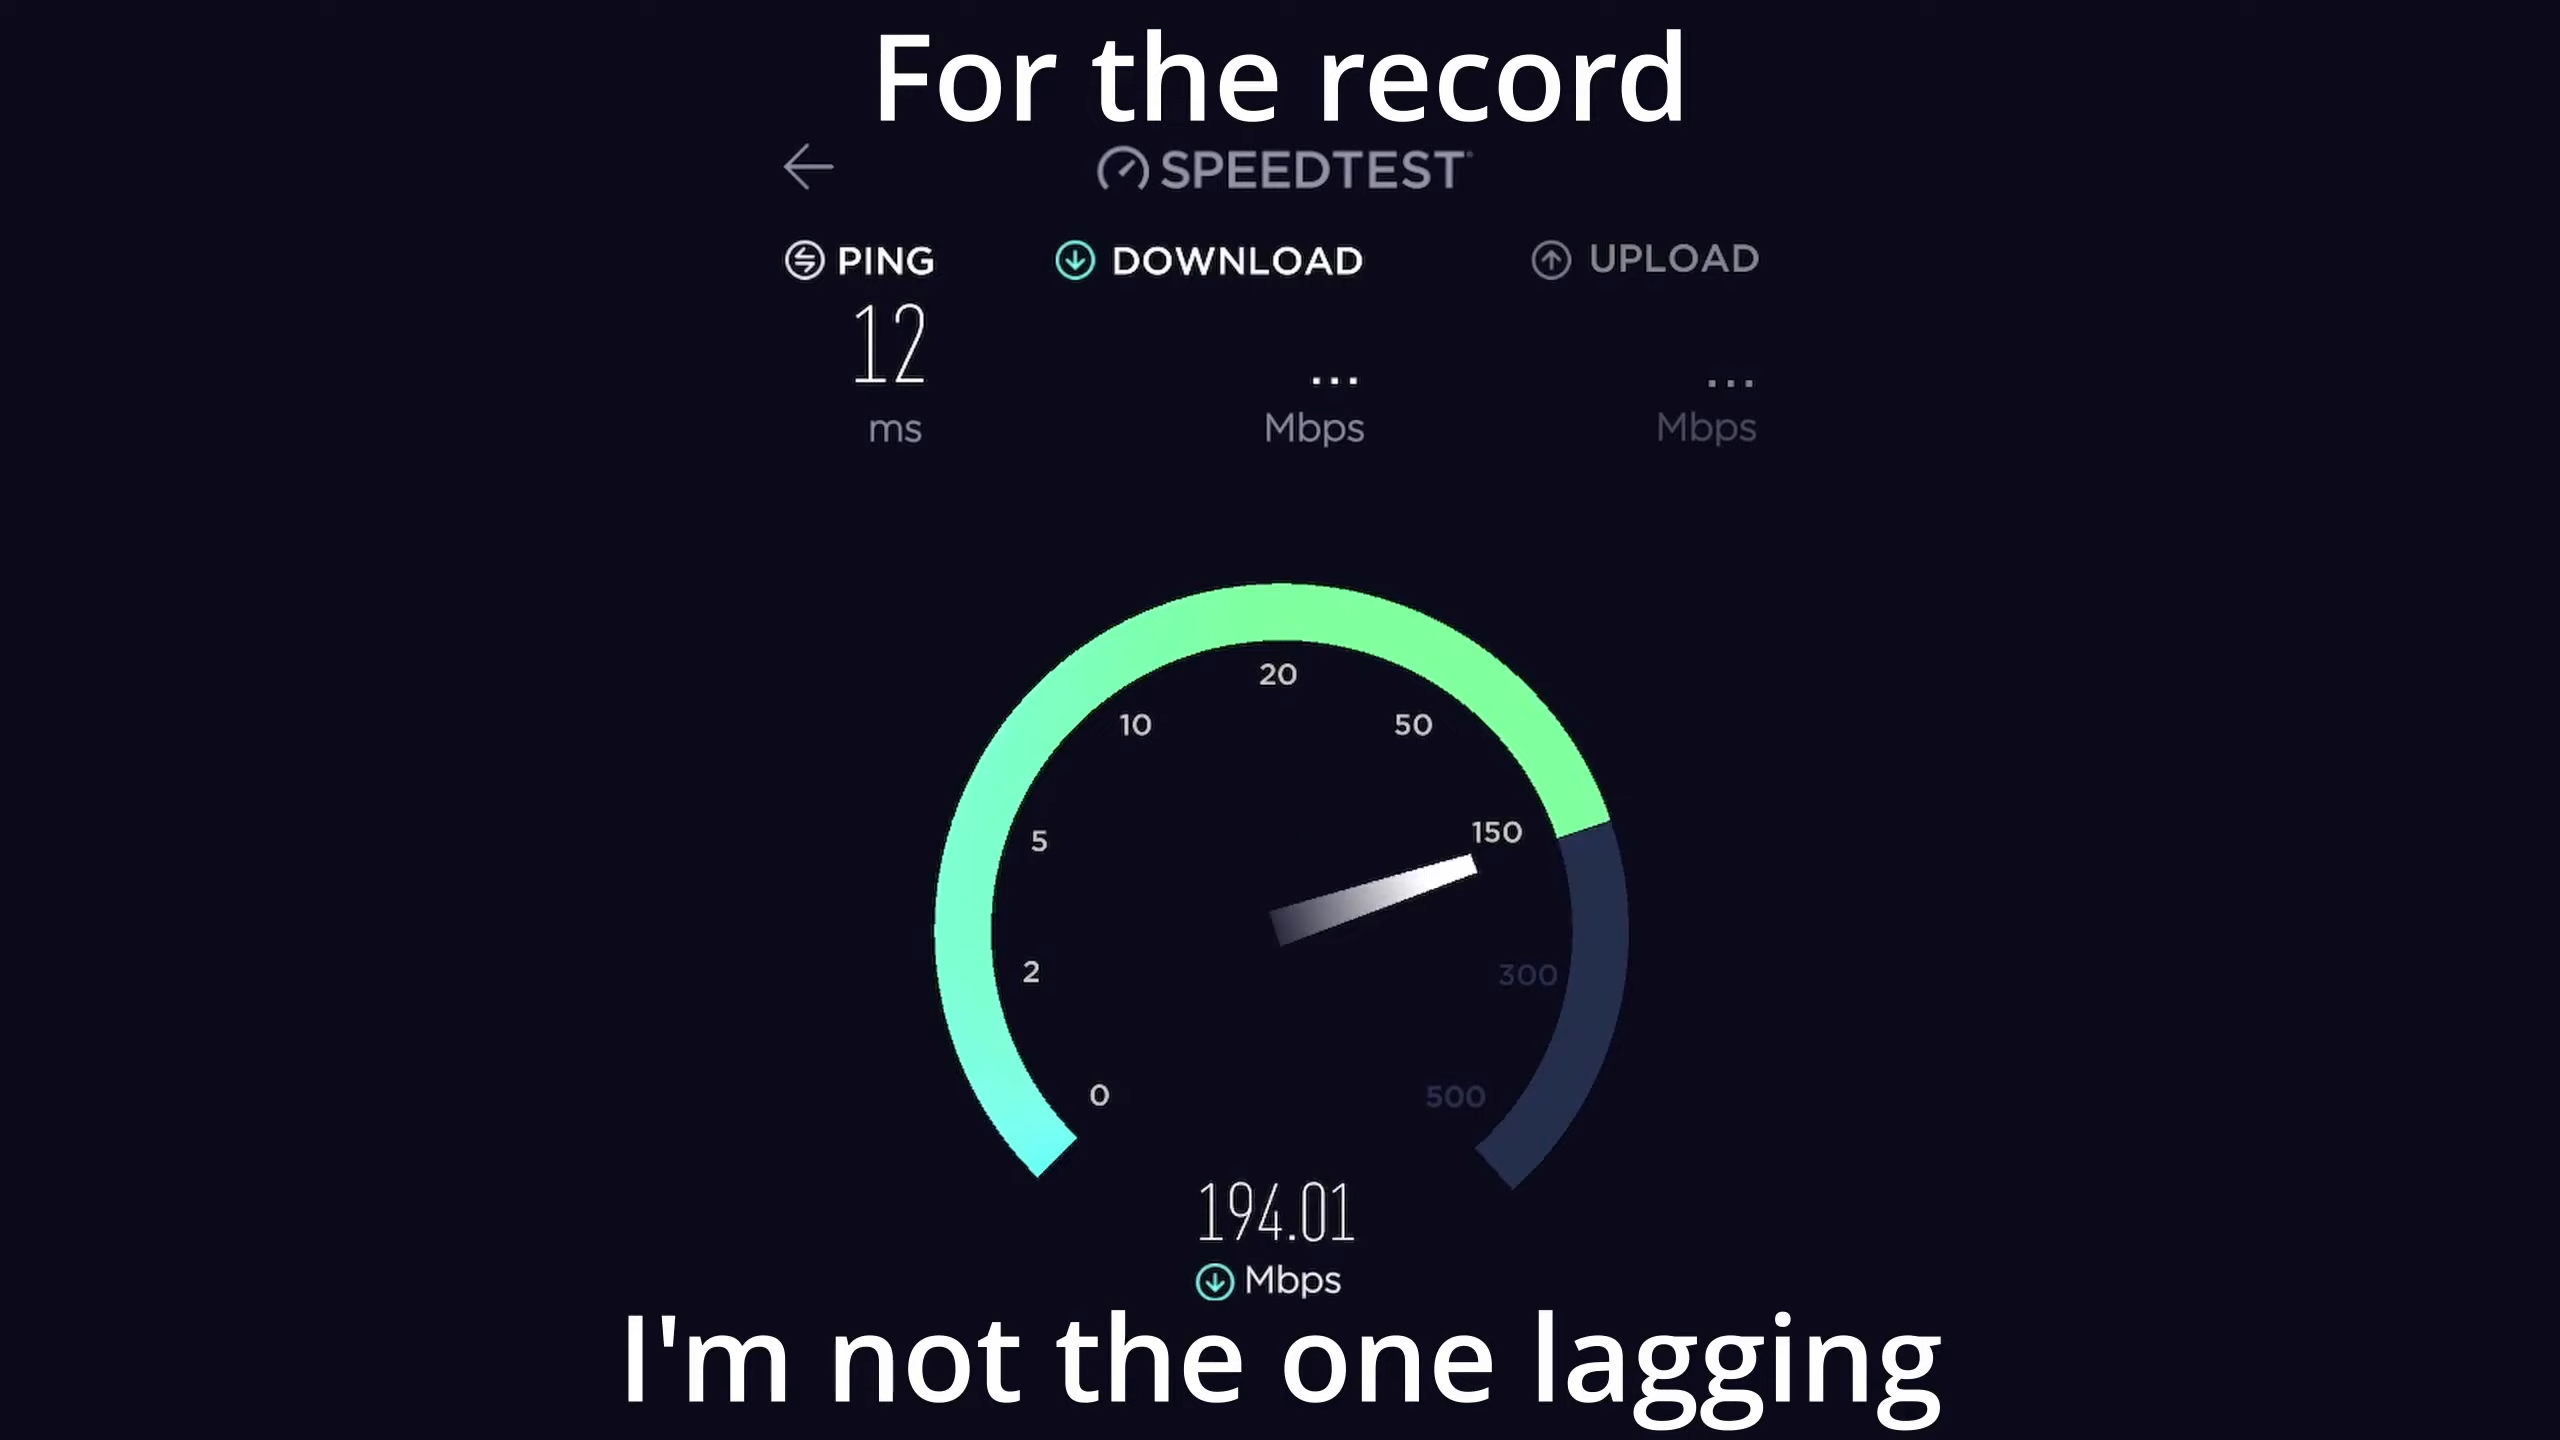 For the record
SPEEDTEST
PING DOWNLOAD UPLOAD
12 ... ...
ms Mbps Mbps
20
10 50
150
5
2 300
0 500
194.01
Mbps
I'm not the one lagging